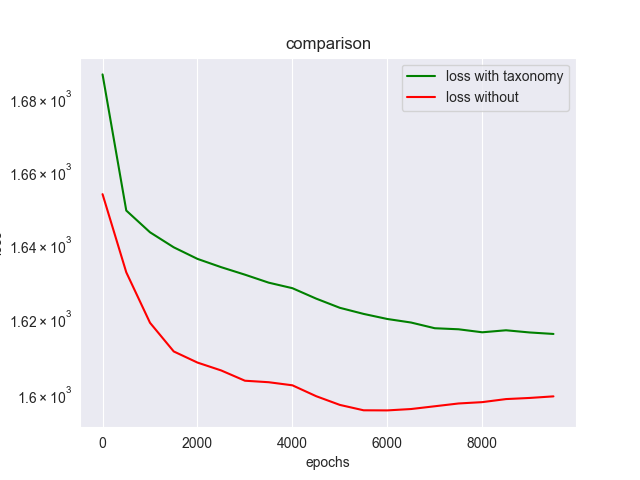 comparison
loss with taxonomy
loss without
1.68 × 10³
1.66 × 10³
1.64 × 10³
1.62 × 10³
1.6 × 10³
0 2000 4000 6000 8000
epochs